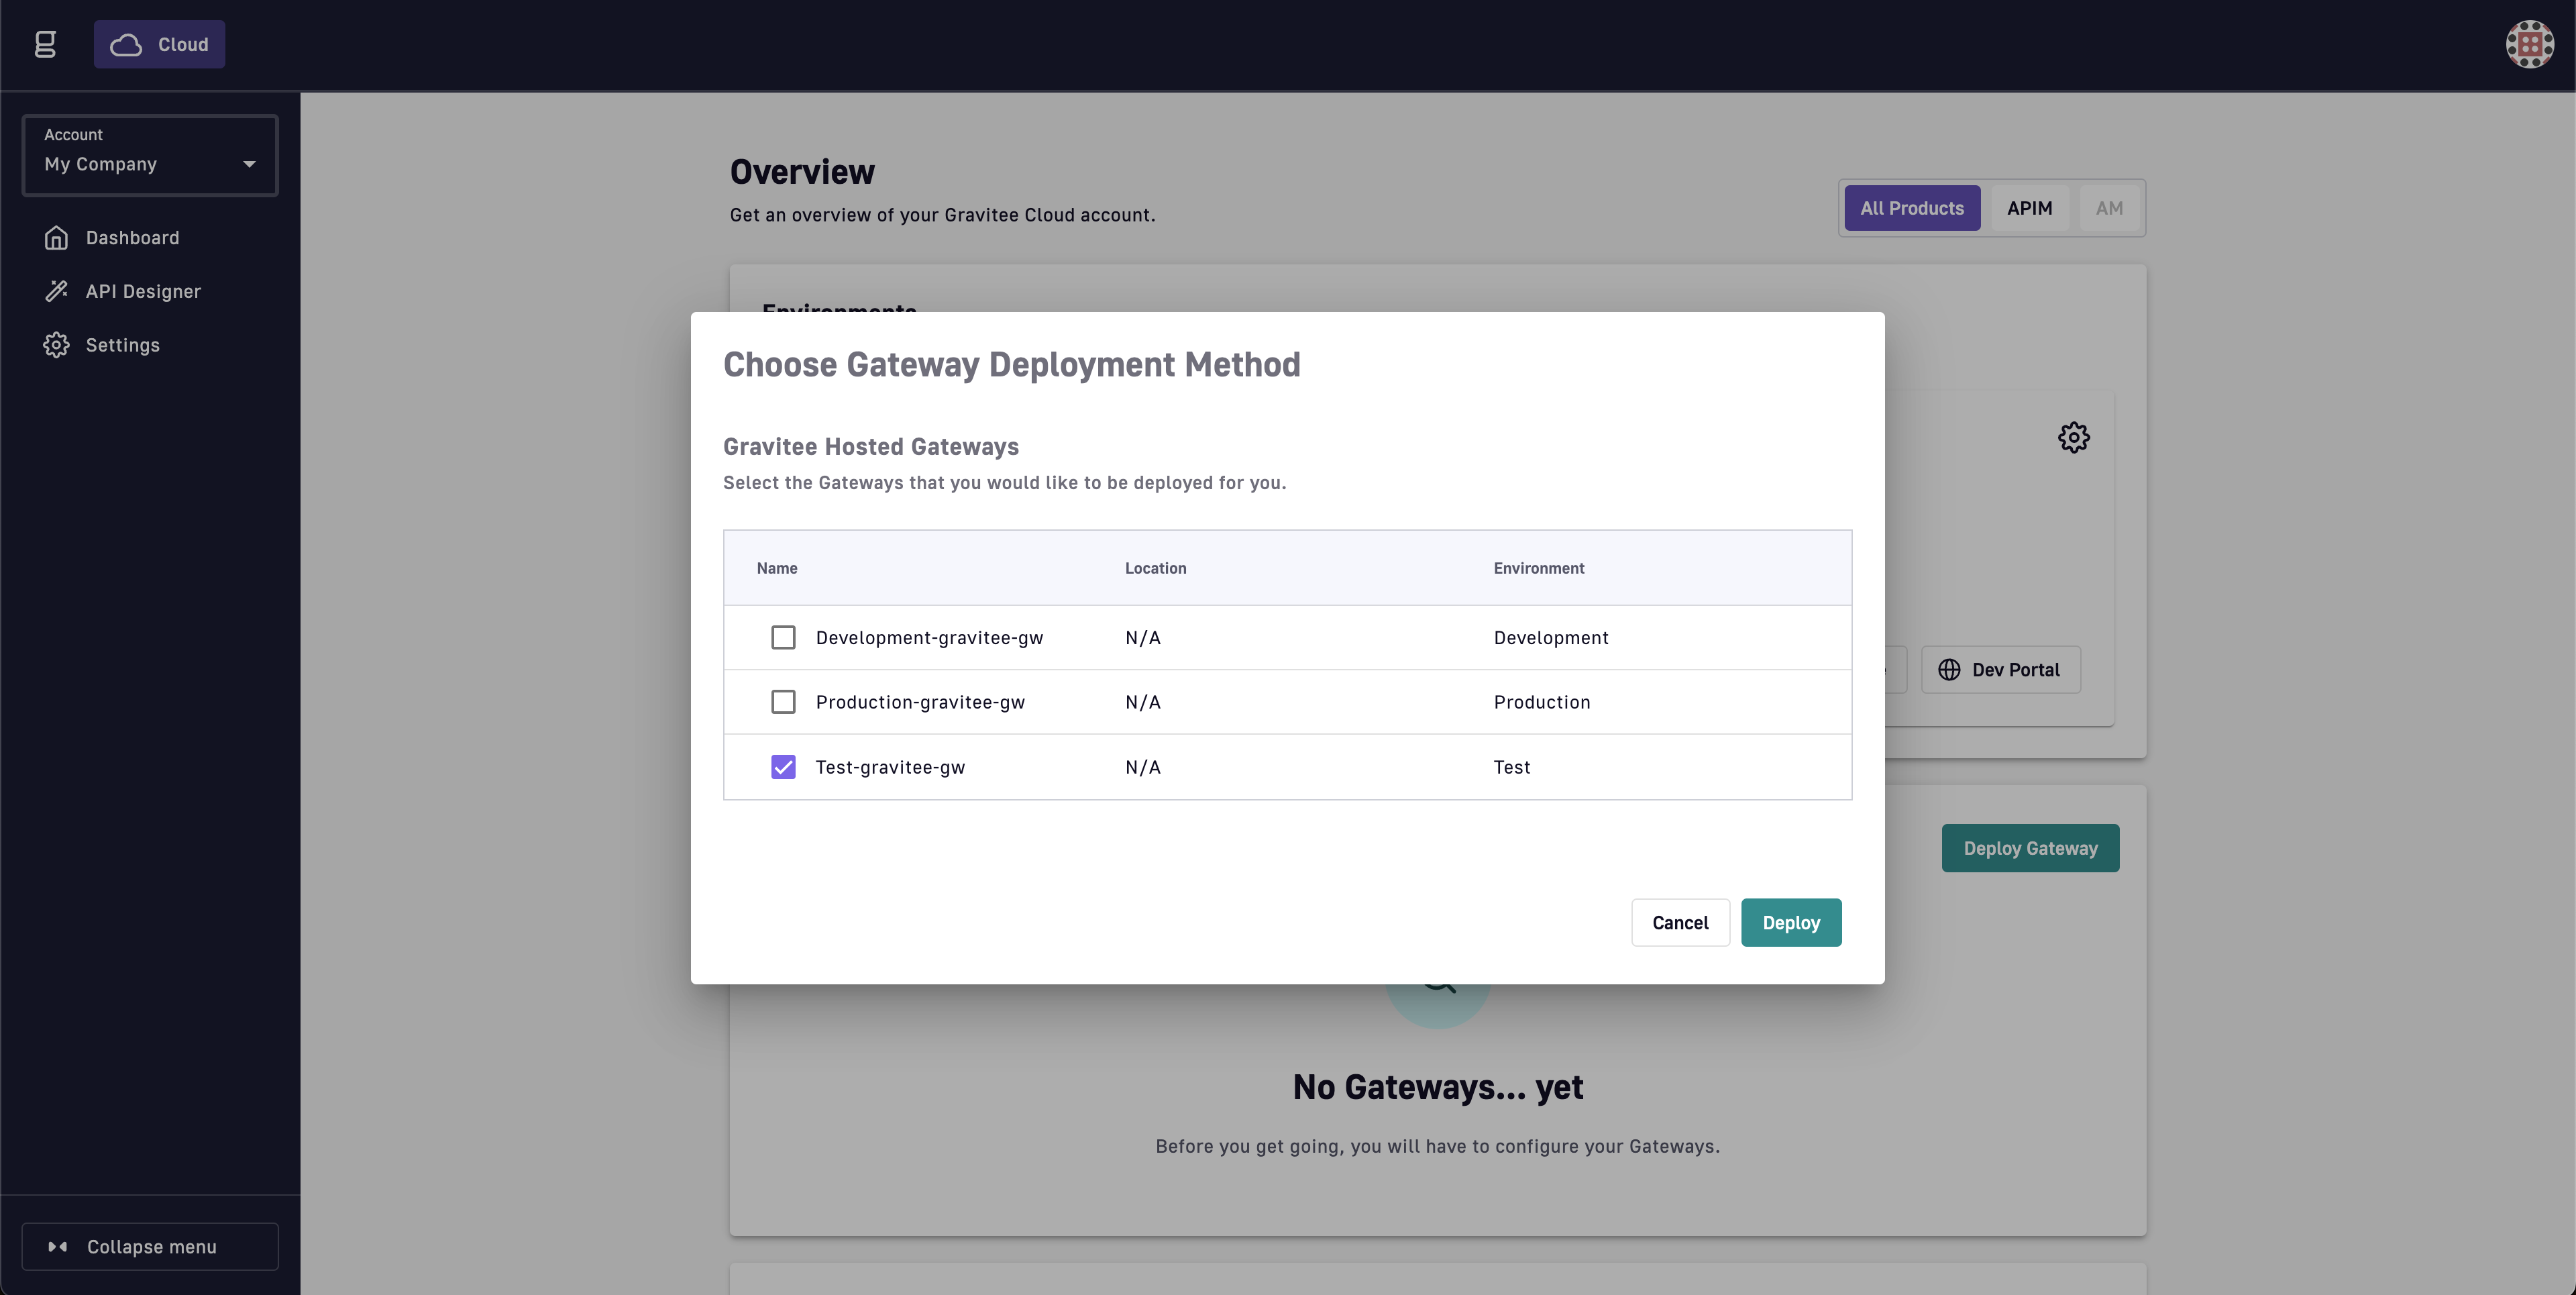 g
Cloud
Account
My Company
Dashboard
API Designer
Settings
Collapse menu
Overview
Get an overview of your Gravitee Cloud account.
All Products
APIM
AM
Environments
Choose Gateway Deployment Method
Gravitee Hosted Gateways
Select the Gateways that you would like to be deployed for you.
Name Location Environment
Development-gravitee-gw N/A Development
Production-gravitee-gw N/A Production
Test-gravitee-gw N/A Test
Cancel
Deploy
Dev Portal
Deploy Gateway
No Gateways... yet
Before you get going, you will have to configure your Gateways.